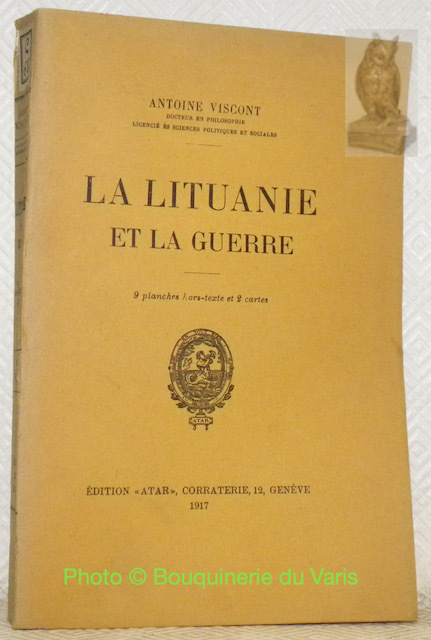 ANTOINE VISCONT
DOCTEUR EN PHILOSOPHIE
LICENCIÉ ÈS SCIENCES POLITIQUES ET SOCIALES
LA LITUANIE
ET LA GUERRE
9 planches hors-texte et 2 cartes
ATAR
ÉDITION «ATAR», CORRATERIE, 12, GENÈVE
1917
Photo © Bouquinerie du Varis